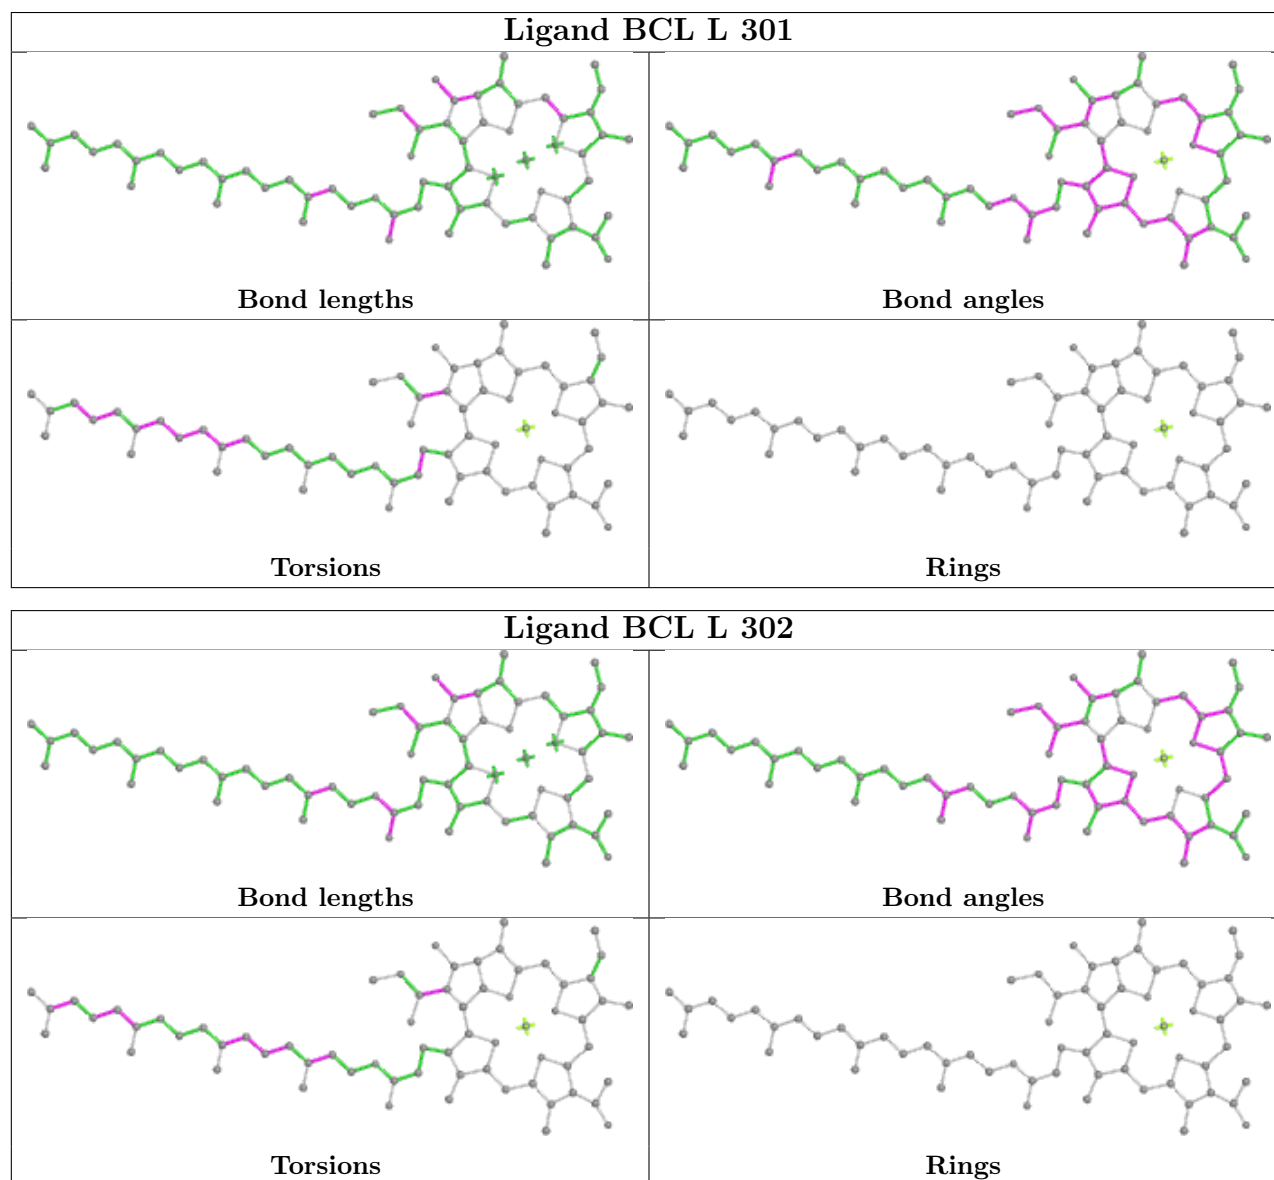 Ligand BCL L 301
Bond lengths
Bond angles
Torsions
Rings
Ligand BCL L 302
Bond lengths
Bond angles
Torsions
Rings